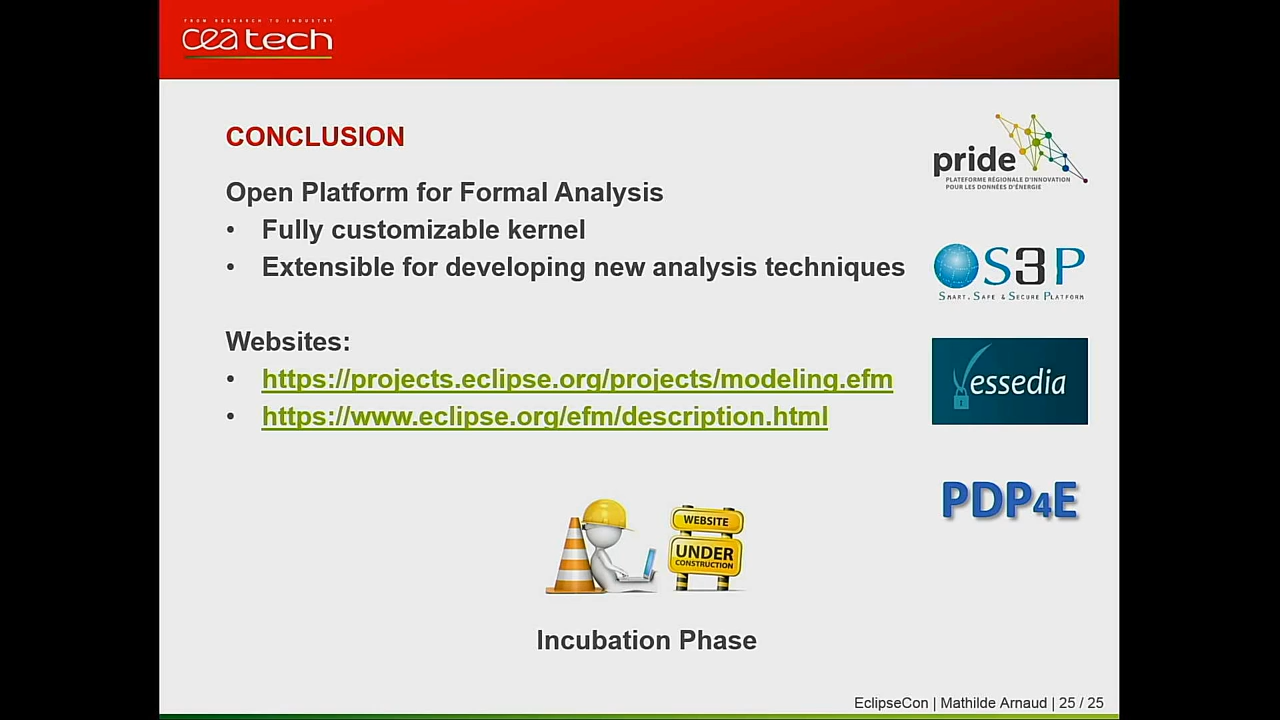 FROM RESEARCH TO INDUSTRY
cea tech
CONCLUSION
Open Platform for Formal Analysis
• Fully customizable kernel
• Extensible for developing new analysis techniques
Websites:
• https://projects.eclipse.org/projects/modeling.efm
• https://www.eclipse.org/efm/description.html
pride
PLATEFORME RÉGIONALE D'INNOVATION
POUR LES DONNÉES D'ÉNERGIE
S3P
SMART, SAFE & SECURE PLATFORM
Vessedia
PDP4E
WEBSITE
UNDER
CONSTRUCTION
Incubation Phase
EclipseCon | Mathilde Arnaud | 25 / 25